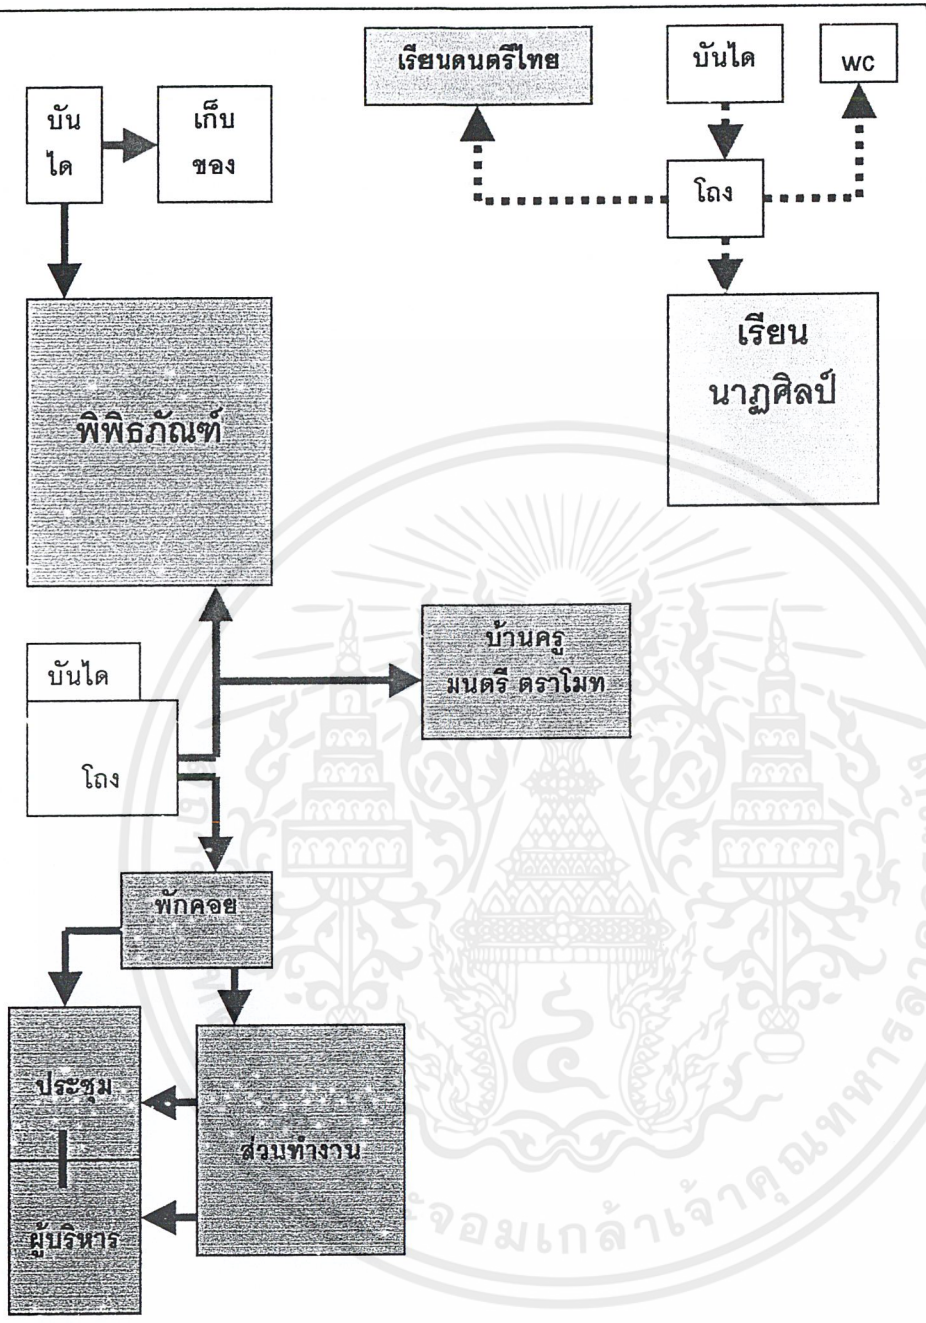 เรียนดนตรีไทย
บันได
WC
บัน
ได
เก็บ
ของ
โถง
เรียน
นาฏศิลป์
พิพิธภัณฑ์
บ้านครู
มนตรี ตราโมท
บันได
โถง
พักคอย
ประชุม
ส่วนทำงาน
ผู้บริหาร